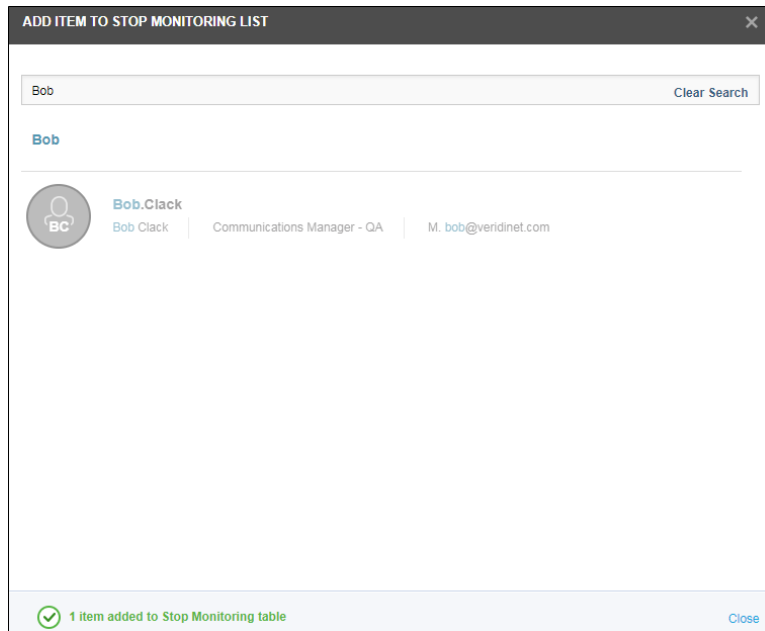 ADD ITEM TO STOP MONITORING LIST
Bob
Clear Search
Bob
Bob.Clack
BC
Bob Clack
Communications Manager - QA
M. bob@veridinet.com
1 item added to Stop Monitoring table
Close